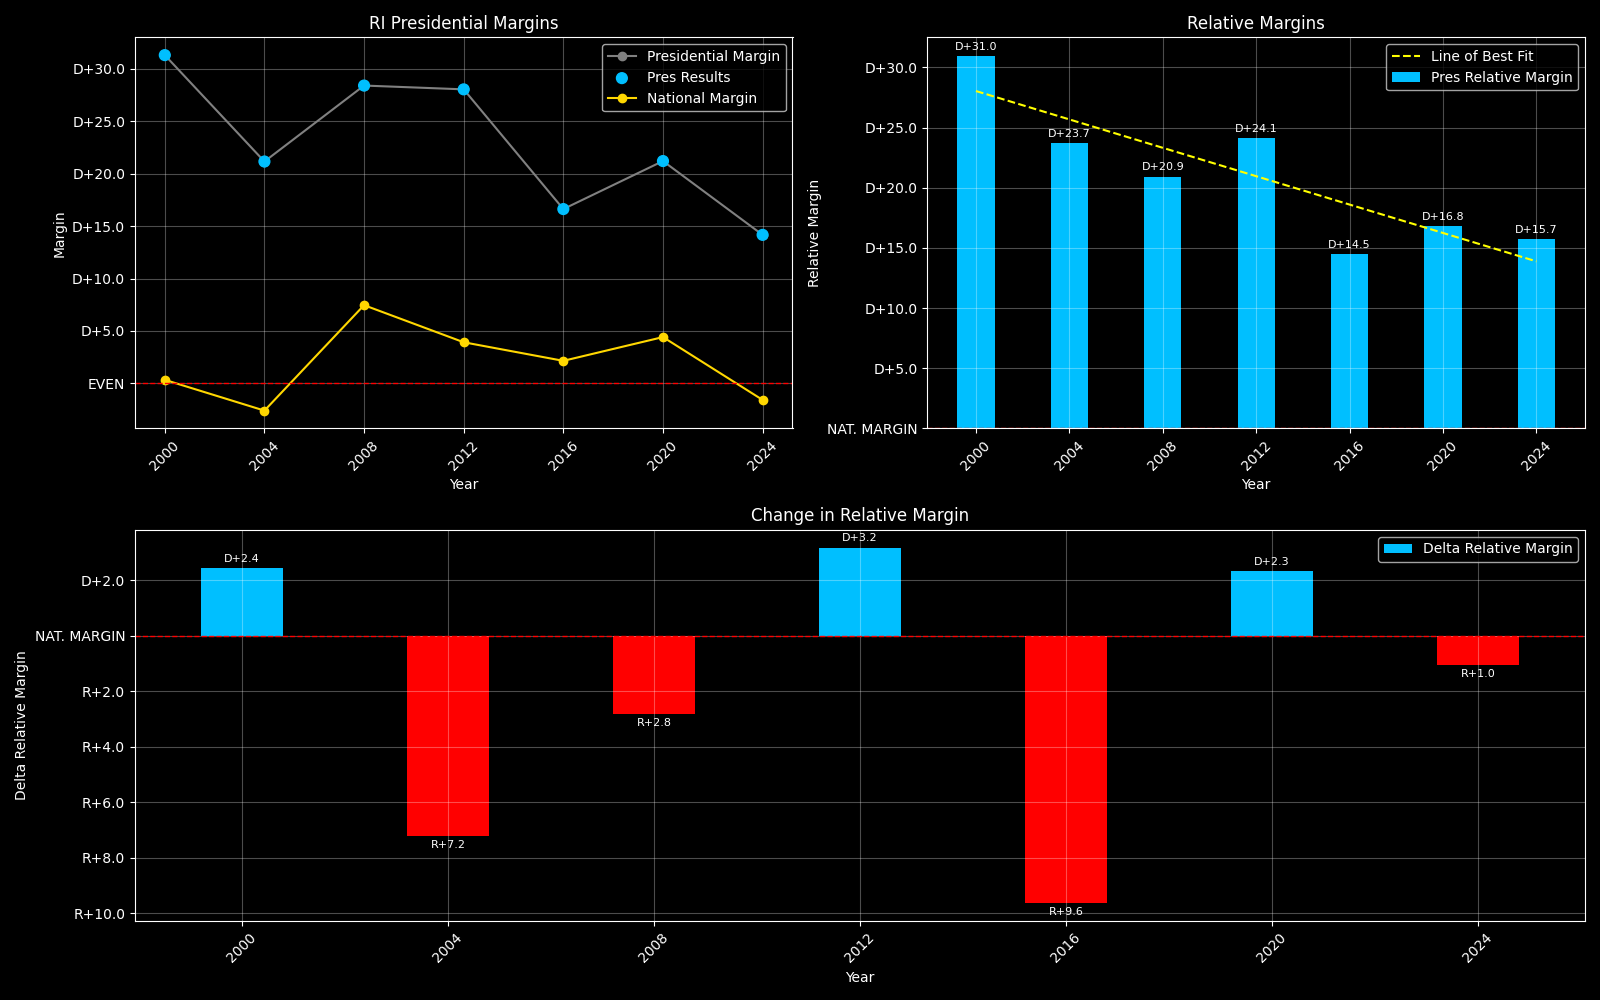 RI Presidential Margins
Presidential Margin
Pres Results
National Margin
Margin
D+30.0
D+25.0
D+20.0
D+15.0
D+10.0
D+5.0
EVEN
2000
2004
2008
2012
2016
2020
2024
Year
Relative Margins
Line of Best Fit
Pres Relative Margin
Relative Margin
D+30.0
D+25.0
D+20.0
D+15.0
D+10.0
D+5.0
NAT. MARGIN
D+31.0
D+23.7
D+20.9
D+24.1
D+14.5
D+16.8
D+15.7
2000
2004
2008
2012
2016
2020
2024
Year
Change in Relative Margin
Delta Relative Margin
Delta Relative Margin
D+2.0
NAT. MARGIN
R+2.0
R+4.0
R+6.0
R+8.0
R+10.0
D+2.4
R+7.2
R+2.8
D+3.2
R+9.6
D+2.3
R+1.0
2000
2004
2008
2012
2016
2020
2024
Year